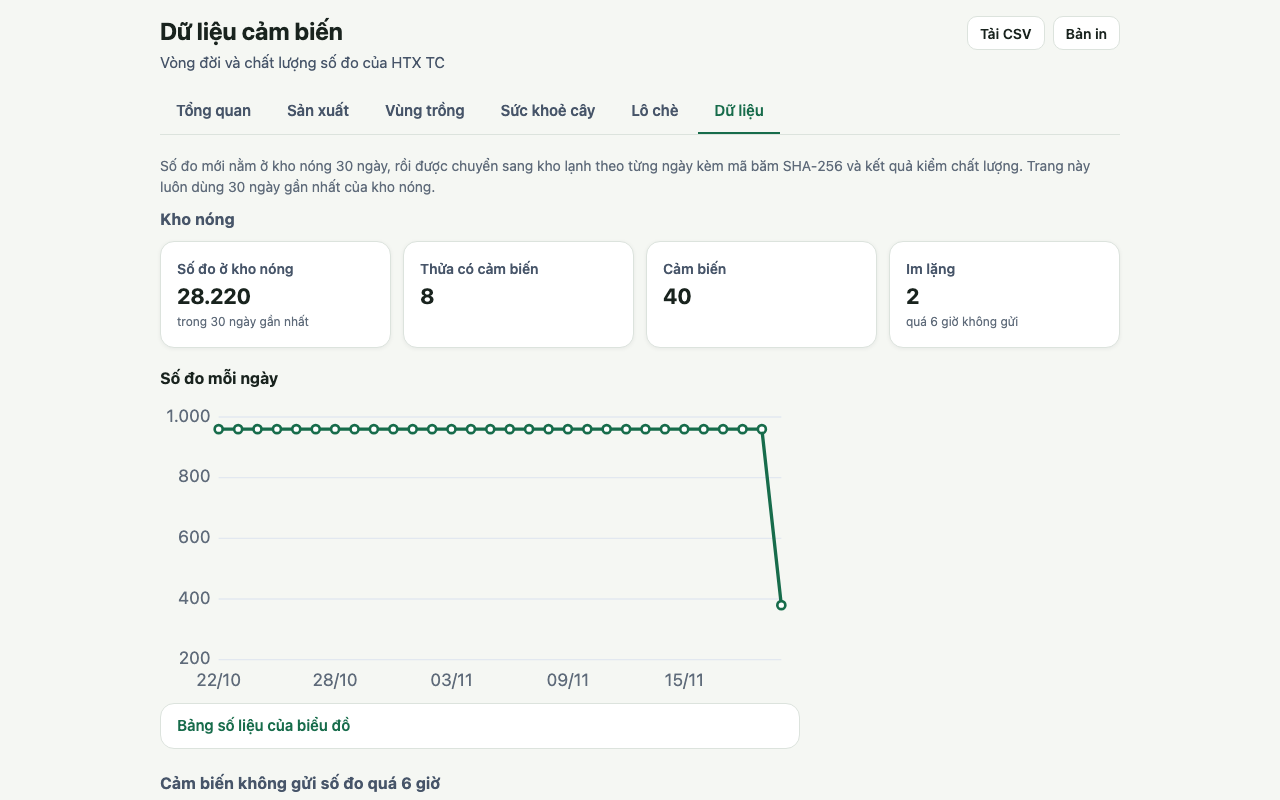 Dữ liệu cảm biến
Tải CSV
Bản in
Vòng đời và chất lượng số đo của HTX TC
Tổng quan
Sản xuất
Vùng trồng
Sức khoẻ cây
Lô chè
Dữ liệu
Số đo mới nằm ở kho nóng 30 ngày, rồi được chuyển sang kho lạnh theo từng ngày kèm mã băm SHA-256 và kết quả kiểm chất lượng. Trang này
luôn dùng 30 ngày gần nhất của kho nóng.
Kho nóng
Số đo ở kho nóng
28.220
trong 30 ngày gần nhất
Thửa có cảm biến
8
Cảm biến
40
Im lặng
2
quá 6 giờ không gửi
Số đo mỗi ngày
1.000
800
600
400
200
22/10
28/10
03/11
09/11
15/11
Bảng số liệu của biểu đồ
Cảm biến không gửi số đo quá 6 giờ